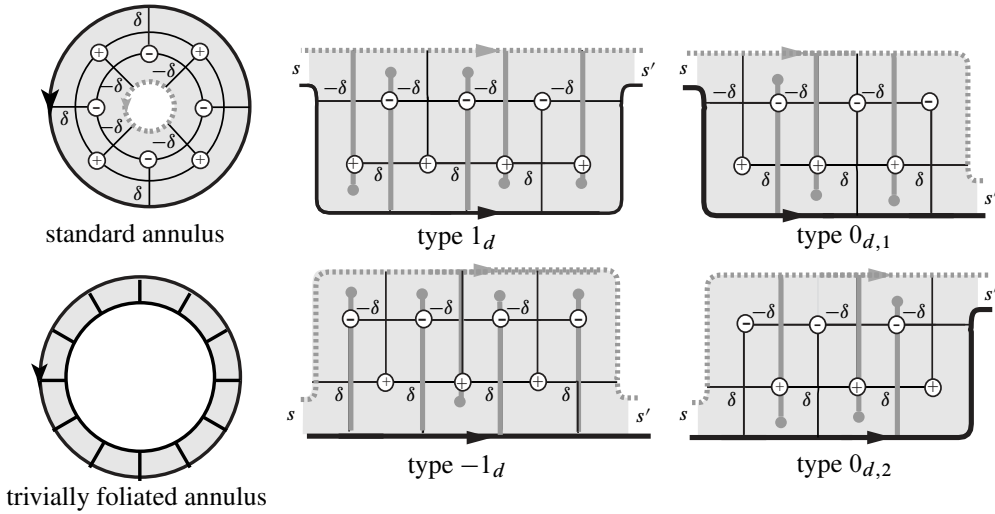 δ
+ − +
−δ
−δ
− −
δ
−δ
−δ
+ − +
δ
standard annulus
s s′
−δ −δ −δ
− − −
+ + + +
δ δ δ
type 1_d
s
−δ −δ −δ
− − −
+ + +
δ δ δ
s′
type 0_{d,1}
trivially foliated annulus
−δ −δ −δ
− − − −
+ + +
δ δ δ δ
s s′
type −1_d
s′
−δ −δ
− − −
+ + +
δ δ δ
s
type 0_{d,2}